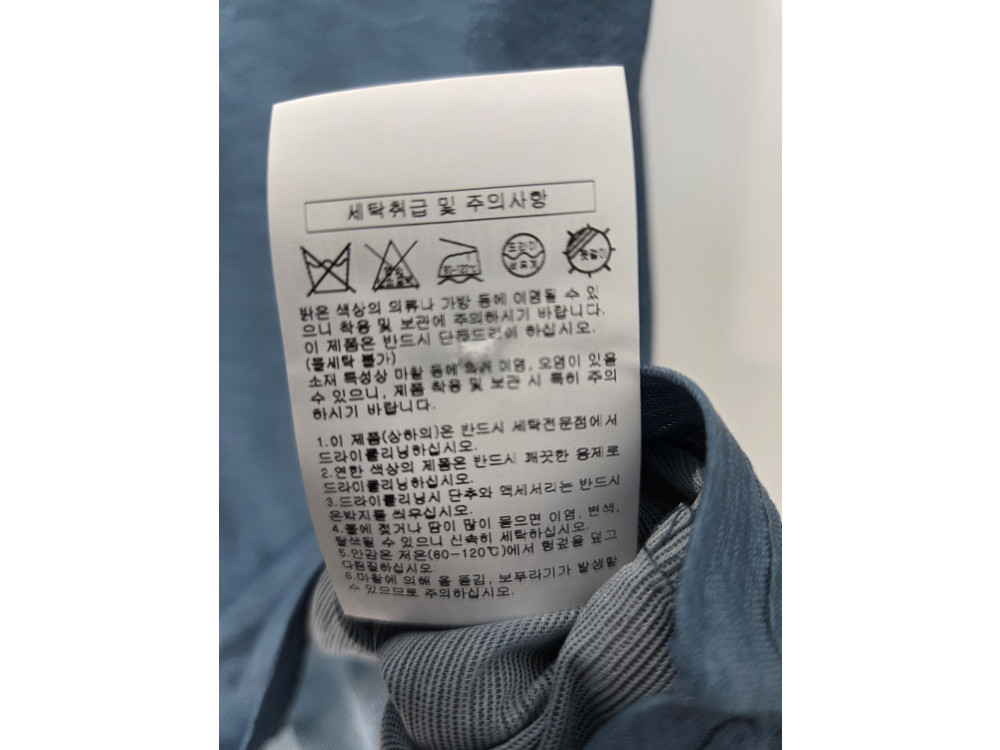 세탁취급 및 주의사항
80-120℃
드라이
옷걸이
밝은 색상의 의류나 가방 등에 이염될 수 있
으니 착용 및 보관에 주의하시기 바랍니다.
이 제품은 반드시 단독드라이 하십시오.
(물세탁 불가)
소재 특성상 마찰 등에 의해 이염, 오염이 있을
수 있으니, 제품 착용 및 보관 시 특히 주의
하시기 바랍니다.
1.이 제품(상하의)은 반드시 세탁전문점에서
드라이클리닝하십시오.
2.연한 색상의 제품은 반드시 깨끗한 용제로
드라이클리닝하십시오.
3.드라이클리닝시 단추와 액세서리는 반드시
은박지를 씌우십시오.
4.물에 젖거나 땀이 많이 묻으면 이염, 변색,
탈색될 수 있으니 신속히 세탁하십시오.
5.안감은 저온(80-120℃)에서 헝겊을 덮고
다림질하십시오
6.마찰에 의해 올 뜯김, 보푸라기가 발생할
수 있으므로 주의하십시오.